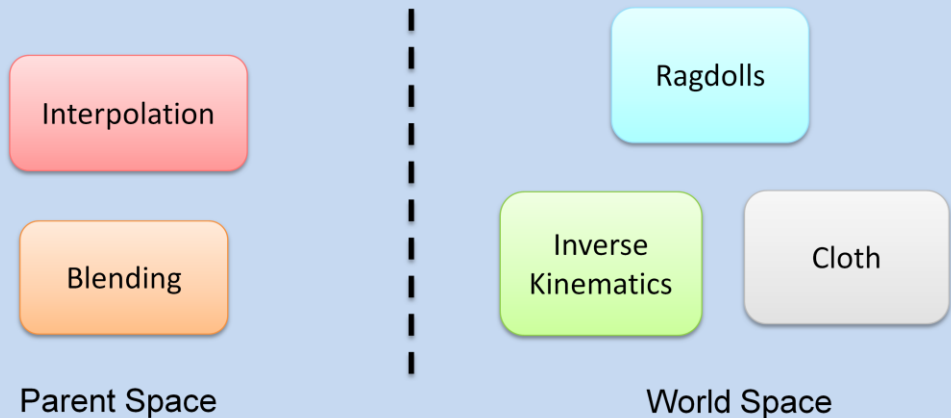 Interpolation
Blending
Parent Space
Ragdolls
Inverse
Kinematics
Cloth
World Space